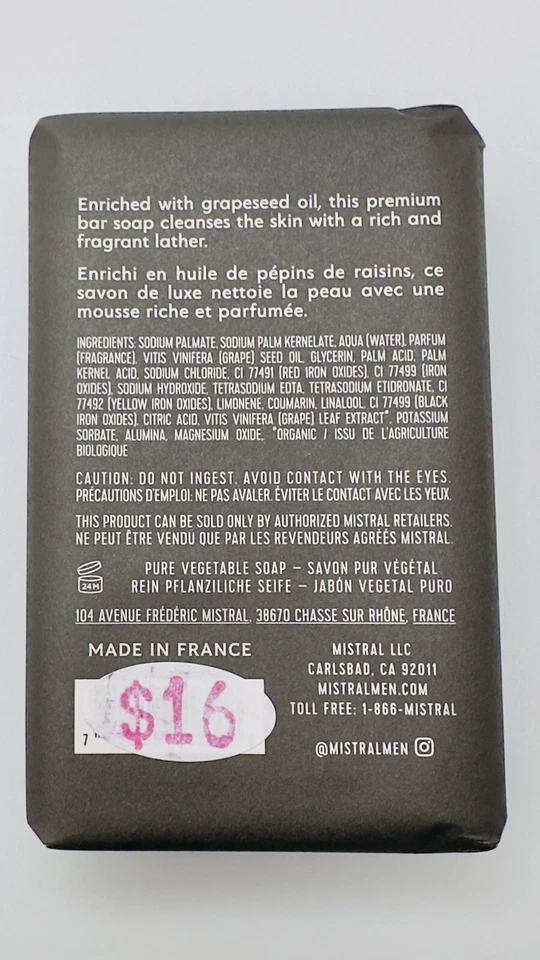 Enriched with grapeseed oil, this premium
bar soap cleanses the skin with a rich and
fragrant lather.
Enrichi en huile de pépins de raisins, ce
savon de luxe nettoie la peau avec une
mousse riche et parfumée.
INGREDIENTS: SODIUM PALMATE, SODIUM PALM KERNELATE, AQUA (WATER), PARFUM
(FRAGRANCE), VITIS VINIFERA (GRAPE) SEED OIL, GLYCERIN, PALM ACID, PALM
KERNEL ACID, SODIUM CHLORIDE, CI 77491 (RED IRON OXIDES), CI 77499 (IRON
OXIDES), SODIUM HYDROXIDE, TETRASODIUM EDTA, TETRASODIUM ETIDRONATE, CI
77492 (YELLOW IRON OXIDES), LIMONENE, COUMARIN, LINALOOL, CI 77499 (BLACK
IRON OXIDES), CITRIC ACID, VITIS VINIFERA (GRAPE) LEAF EXTRACT*, POTASSIUM
SORBATE, ALUMINA, MAGNESIUM OXIDE, *ORGANIC / ISSU DE L'AGRICULTURE
BIOLOGIQUE
CAUTION: DO NOT INGEST. AVOID CONTACT WITH THE EYES.
PRÉCAUTIONS D'EMPLOI: NE PAS AVALER. ÉVITER LE CONTACT AVEC LES YEUX.
THIS PRODUCT CAN BE SOLD ONLY BY AUTHORIZED MISTRAL RETAILERS.
NE PEUT ÊTRE VENDU QUE PAR LES REVENDEURS AGRÉÉS MISTRAL.
24M
PURE VEGETABLE SOAP – SAVON PUR VÉGÉTAL
REIN PFLANZILICHE SEIFE – JABÓN VEGETAL PURO
104 AVENUE FRÉDÉRIC MISTRAL, 38670 CHASSE SUR RHÔNE, FRANCE
MADE IN FRANCE
$16
7
MISTRAL LLC
CARLSBAD, CA 92011
MISTRALMEN.COM
TOLL FREE: 1-866-MISTRAL
@MISTRALMEN